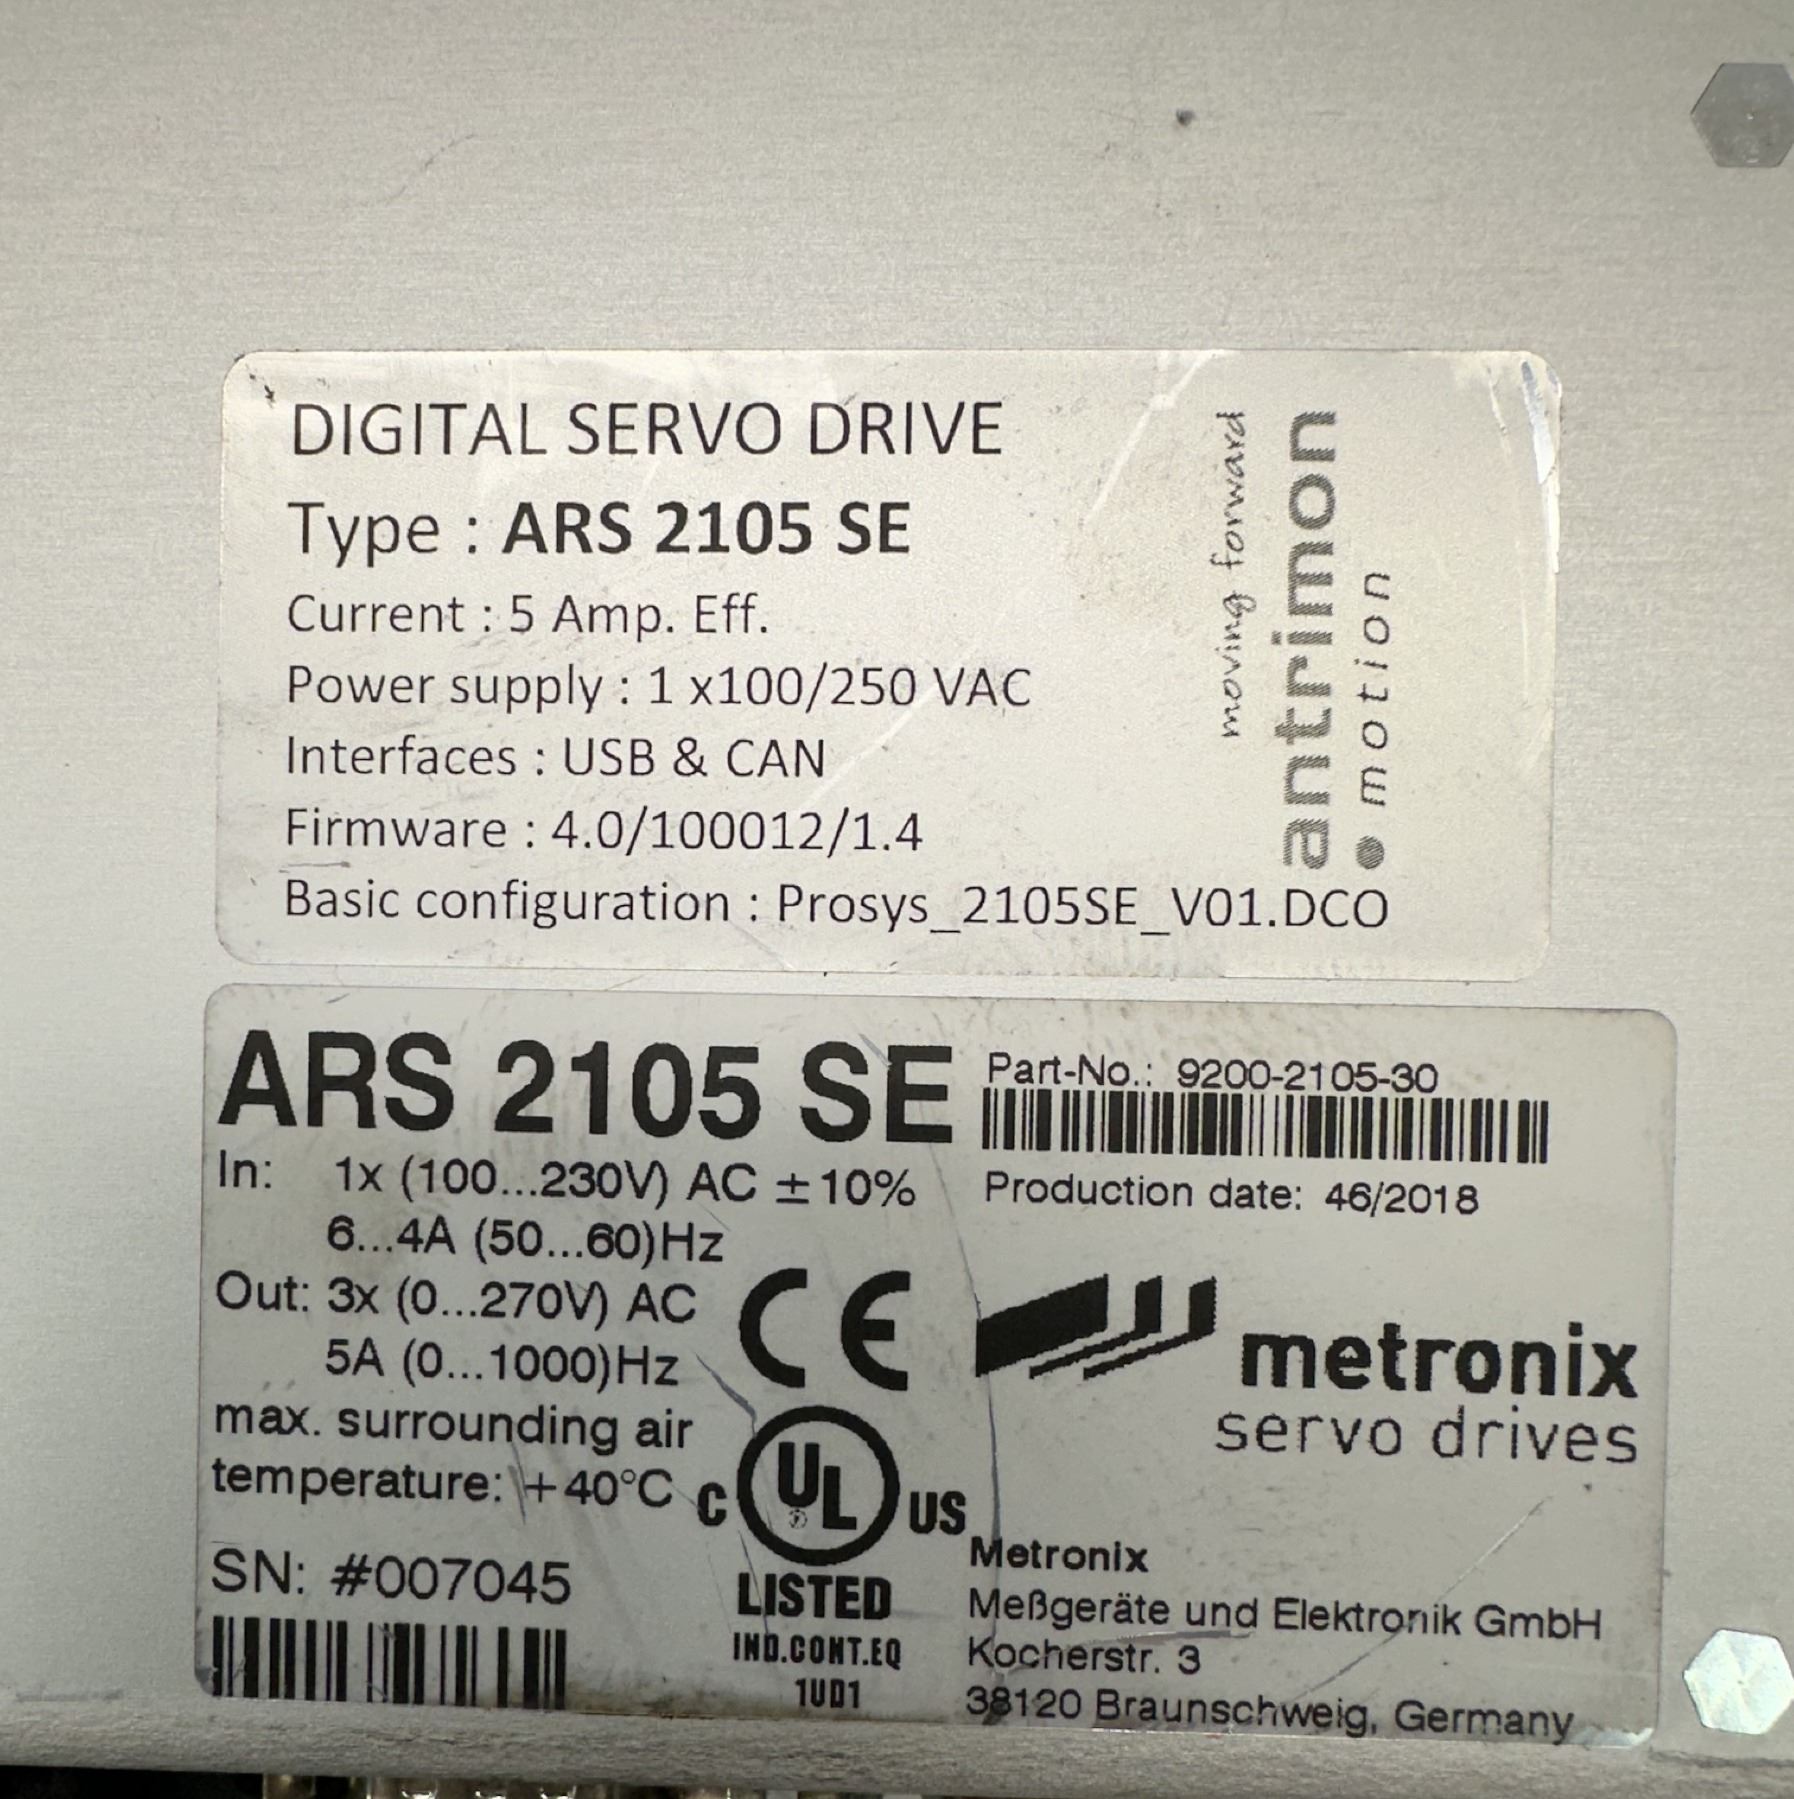 DIGITAL SERVO DRIVE
Type : ARS 2105 SE
Current : 5 Amp. Eff.
Power supply : 1 x100/250 VAC
Interfaces : USB & CAN
Firmware : 4.0/100012/1.4
Basic configuration : Prosys_2105SE_V01.DCO
moving forward
antrimon
motion
ARS 2105 SE
Part-No.: 9200-2105-30
Production date: 46/2018
In: 1x (100...230V) AC ±10%
6...4A (50...60)Hz
Out: 3x (0...270V) AC
5A (0...1000)Hz
max. surrounding air
temperature: +40°C
SN: #007045
CE
C UL US
LISTED
IND.CONT.EQ
1UD1
metronix
servo drives
Metronix
Meßgeräte und Elektronik GmbH
Kocherstr. 3
38120 Braunschweig, Germany